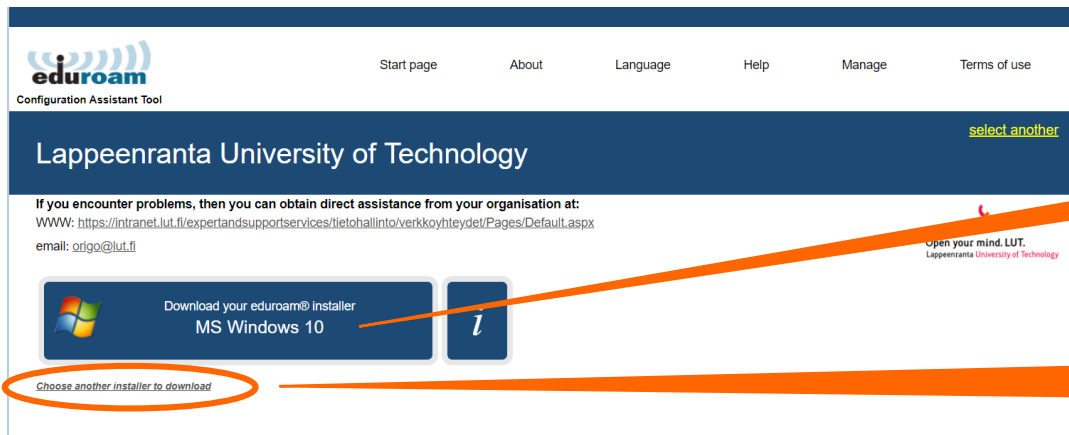 eduroam
Configuration Assistant Tool
Start page About Language Help Manage Terms of use
select another
Lappeenranta University of Technology
If you encounter problems, then you can obtain direct assistance from your organisation at:
WWW: https://intranet.lut.fi/expertandsupportservices/tietohallinto/verkkoyhteydet/Pages/Default.aspx
email: origo@lut.fi
Open your mind. LUT.
Lappeenranta University of Technology
Download your eduroam® installer
MS Windows 10
i
Choose another installer to download